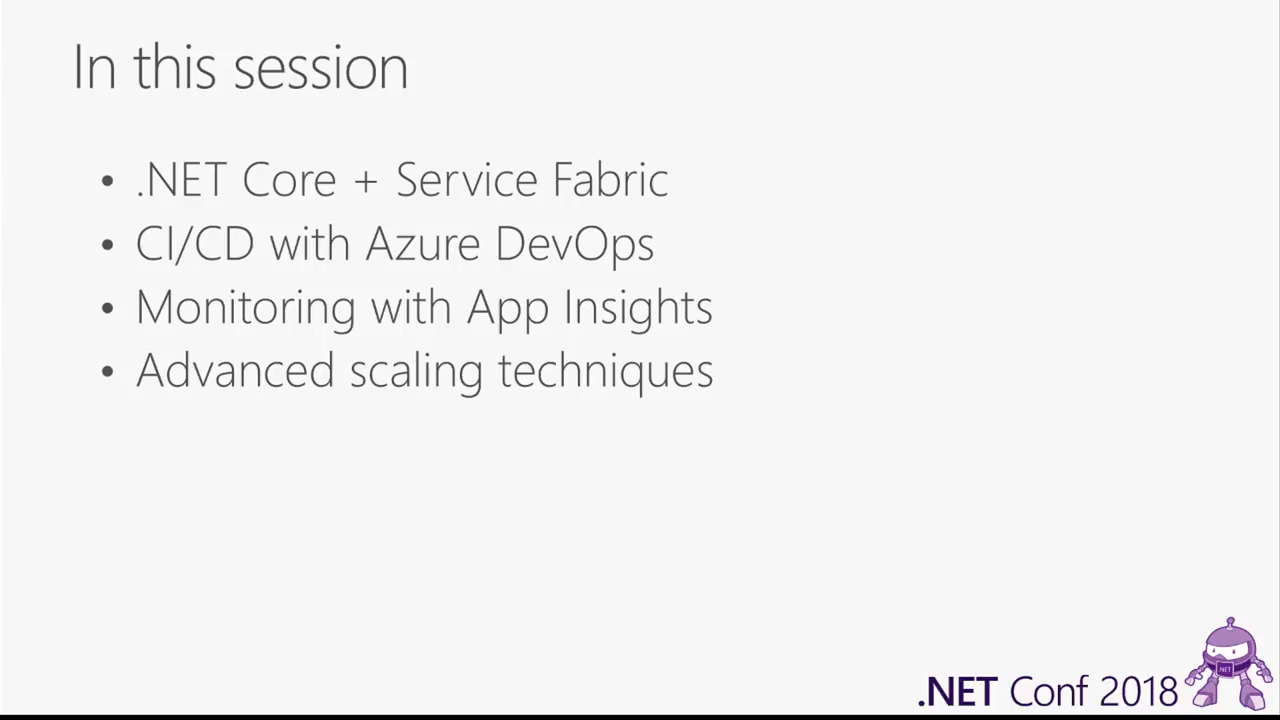 In this session
• .NET Core + Service Fabric
• CI/CD with Azure DevOps
• Monitoring with App Insights
• Advanced scaling techniques
.NET
.NET Conf 2018